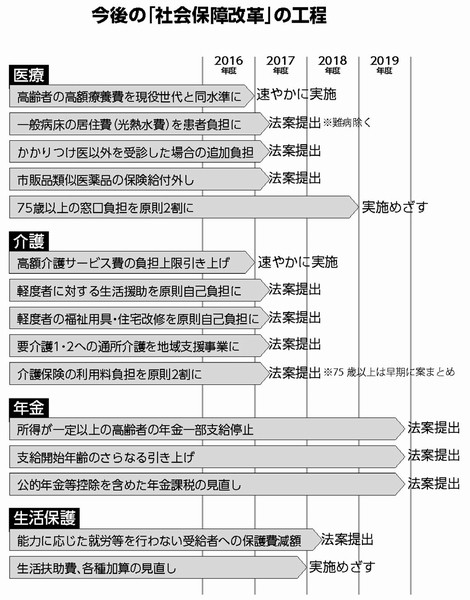 今後の「社会保障改革」の工程
2016年度 2017年度 2018年度 2019年度
医療
高齢者の高額療養費を現役世代と同水準に 速やかに実施
一般病床の居住費(光熱水費)を患者負担に 法案提出 ※難病除く
かかりつけ医以外を受診した場合の追加負担 法案提出
市販品類似医薬品の保険給付外し 法案提出
75歳以上の窓口負担を原則2割に 実施めざす
介護
高額介護サービス費の負担上限引き上げ 速やかに実施
軽度者に対する生活援助を原則自己負担に 法案提出
軽度者の福祉用具・住宅改修を原則自己負担に 法案提出
要介護1・2への通所介護を地域支援事業に 法案提出
介護保険の利用料負担を原則2割に 法案提出 ※75歳以上は早期に案まとめ
年金
所得が一定以上の高齢者の年金一部支給停止 法案提出
支給開始年齢のさらなる引き上げ 法案提出
公的年金等控除を含めた年金課税の見直し 法案提出
生活保護
能力に応じた就労等を行わない受給者への保護費減額 法案提出
生活扶助費、各種加算の見直し 実施めざす